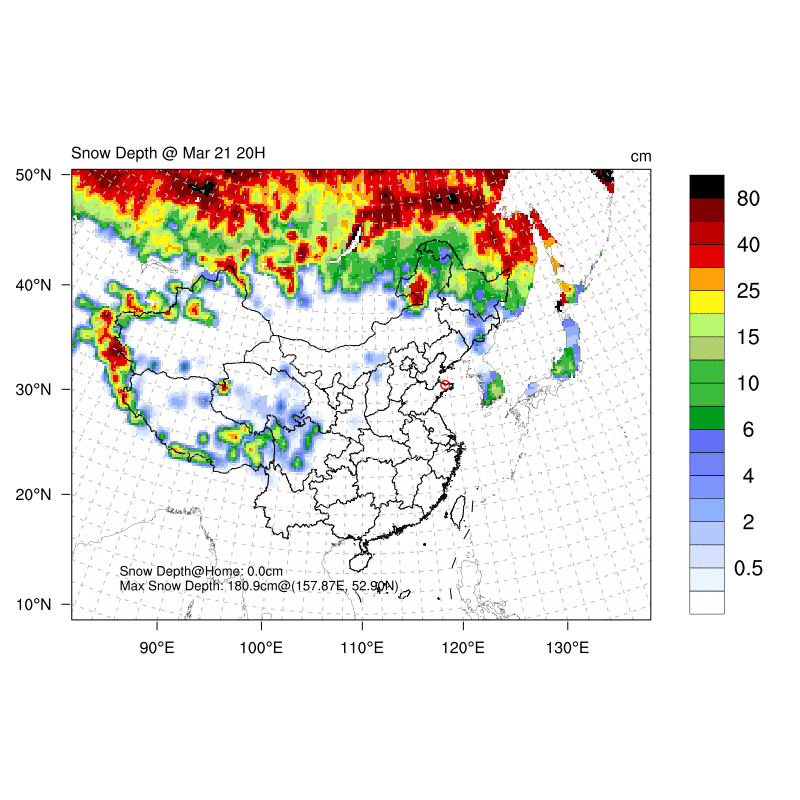 Snow Depth @ Mar 21 20H
cm
50°N
40°N
30°N
20°N
10°N
80
40
25
15
10
6
4
2
0.5
Snow Depth@Home: 0.0cm
Max Snow Depth: 180.9cm@(157.87E, 52.90N)
90°E 100°E 110°E 120°E 130°E